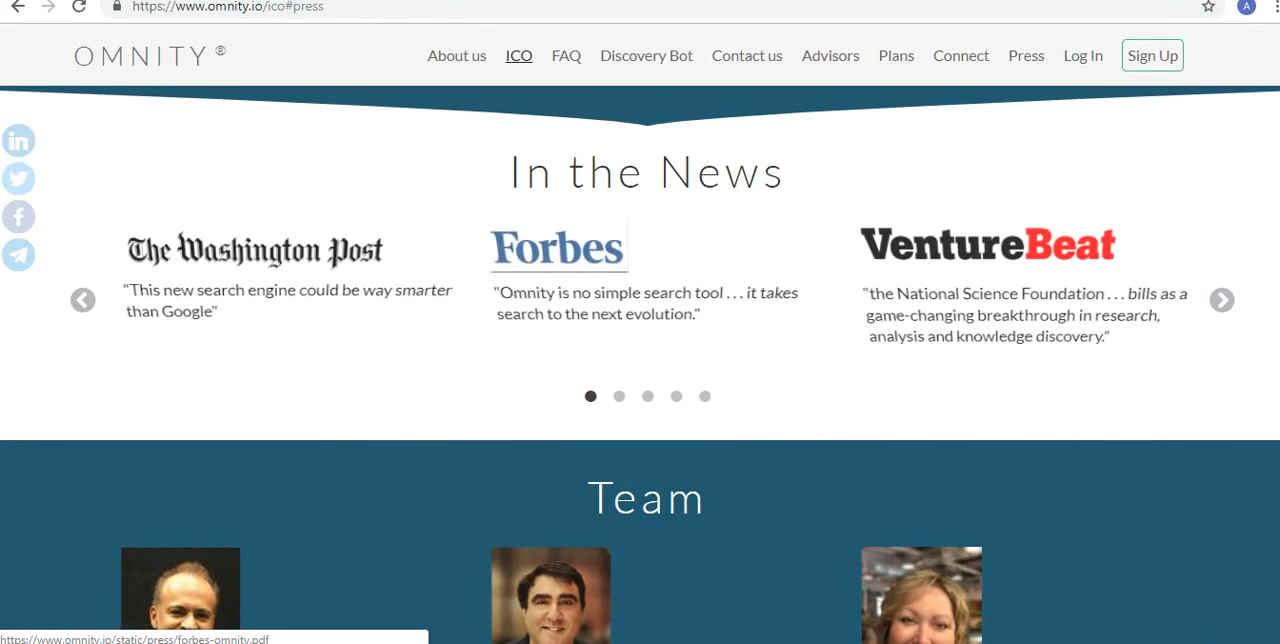 https://www.omnity.io/ico#press
A
OMNITY ® About us ICO FAQ Discovery Bot Contact us Advisors Plans Connect Press Log In Sign Up
in
f
In the News
The Washington Post
"This new search engine could be way smarter
than Google"
Forbes
"Omnity is no simple search tool . . . it takes
search to the next evolution."
VentureBeat
"the National Science Foundation . . . bills as a
game-changing breakthrough in research,
analysis and knowledge discovery."
Team
https://www.omnity.io/static/press/forbes-omnity.pdf